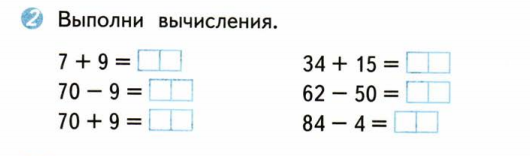 2 Выполни вычисления.
7 + 9 =
70 − 9 =
70 + 9 =
34 + 15 =
62 − 50 =
84 − 4 =